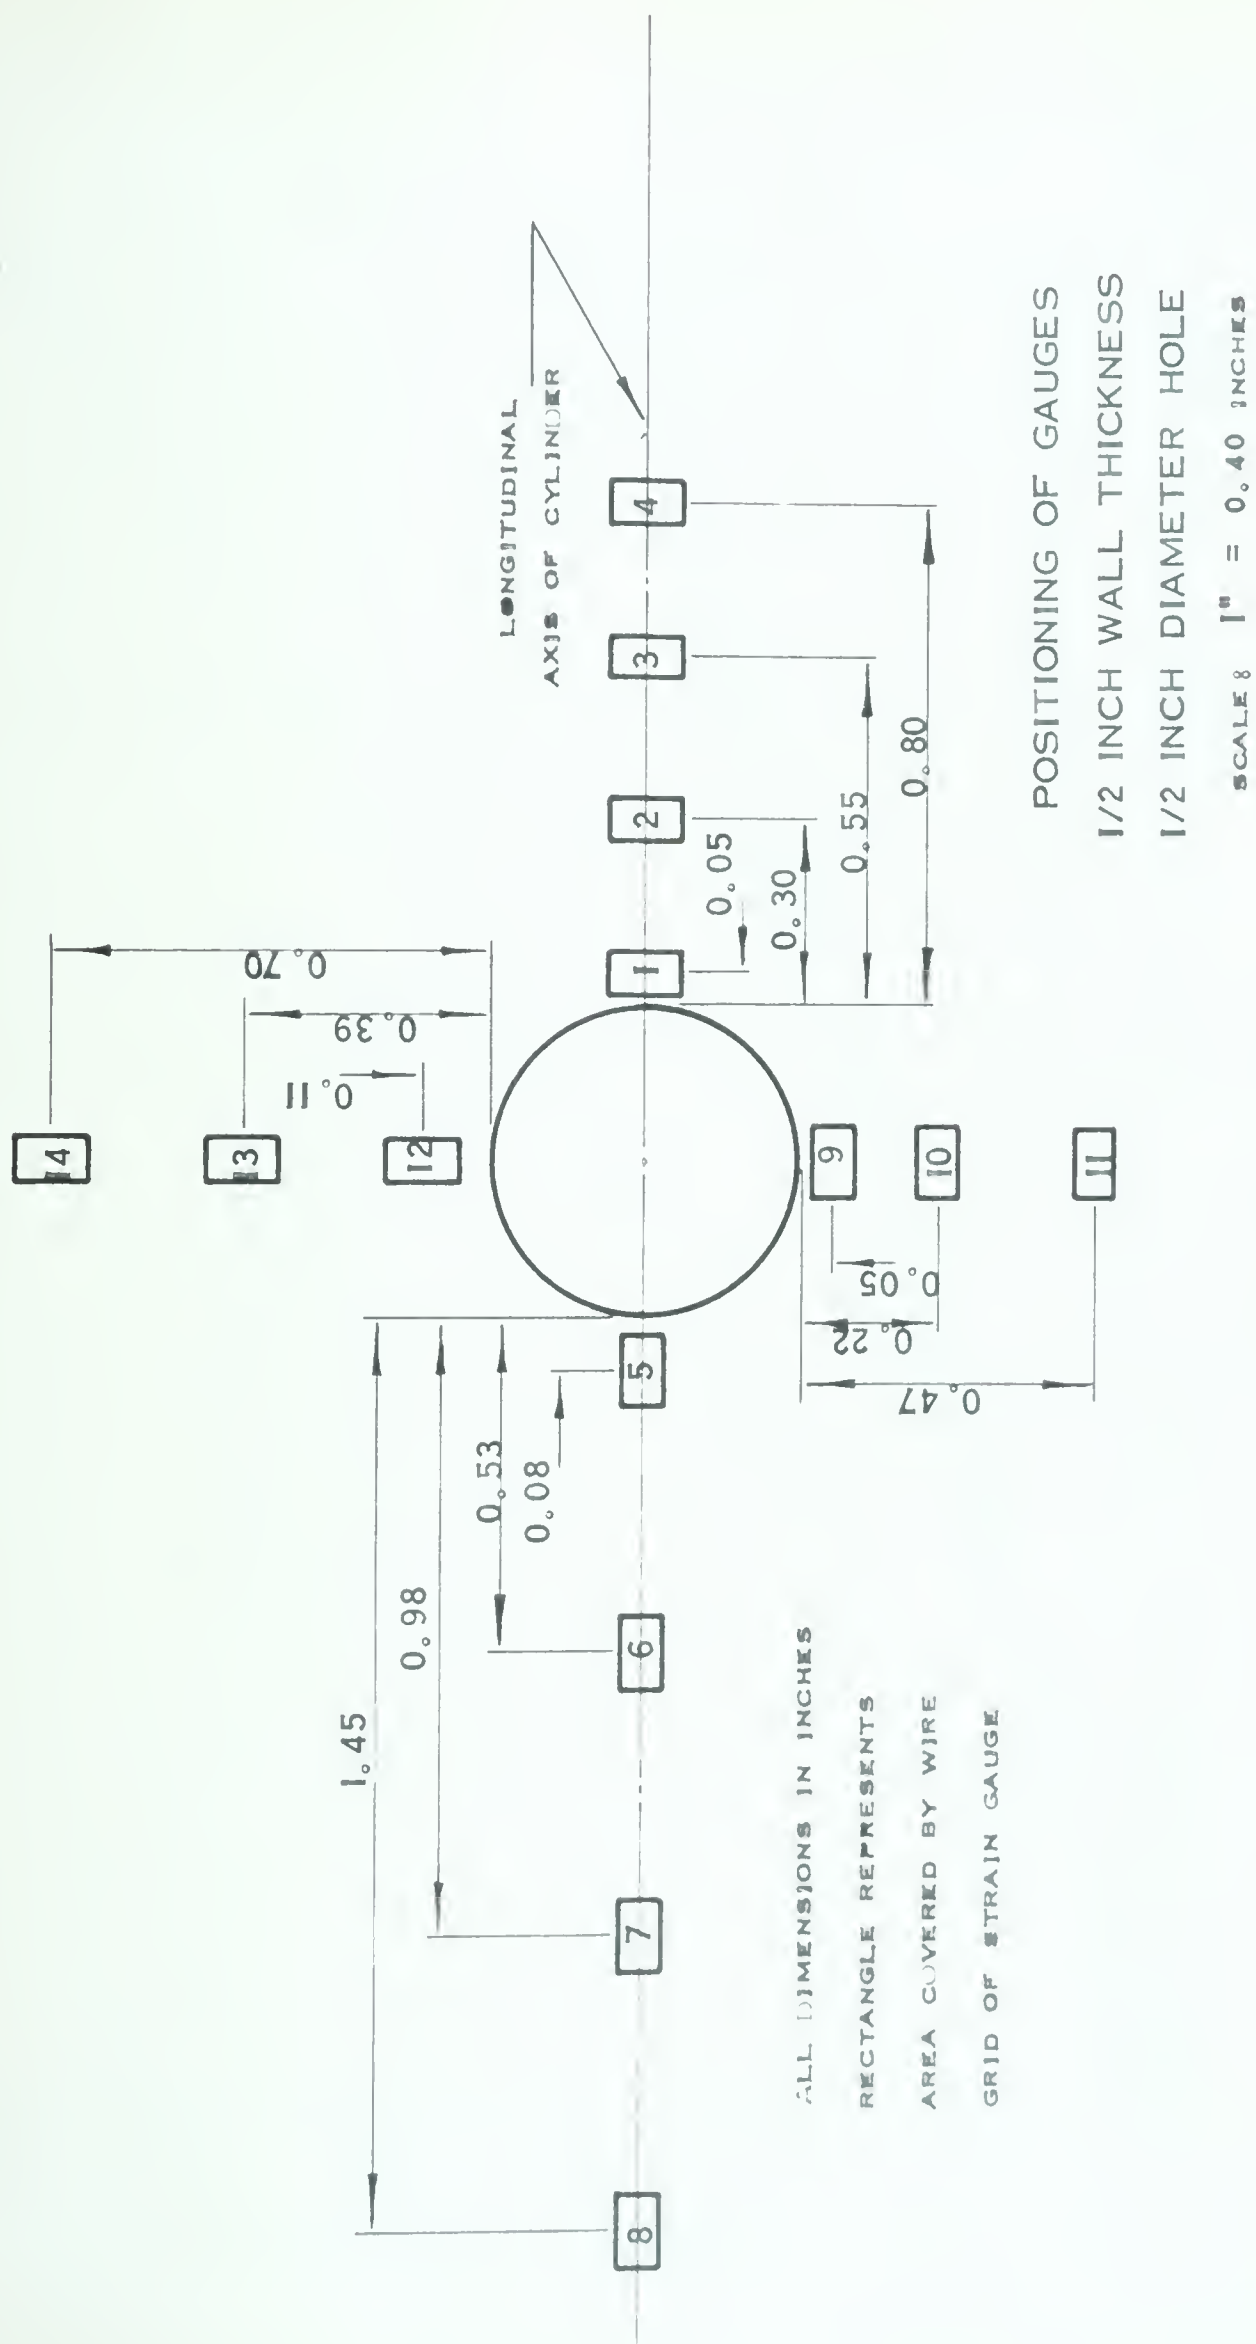 1.45
0.98
0.53
0.08
8
7
6
5
ALL DIMENSIONS IN INCHES
RECTANGLE REPRESENTS
AREA COVERED BY WIRE
GRID OF STRAIN GAUGE
14
13
12
0.70
0.39
0.11
9
10
11
0.05
0.22
0.47
LONGITUDINAL
AXIS OF CYLINDER
1
2
3
4
0.05
0.30
0.55
0.80
POSITIONING OF GAUGES
1/2 INCH WALL THICKNESS
1/2 INCH DIAMETER HOLE
SCALE: 1" = 0.40 INCHES